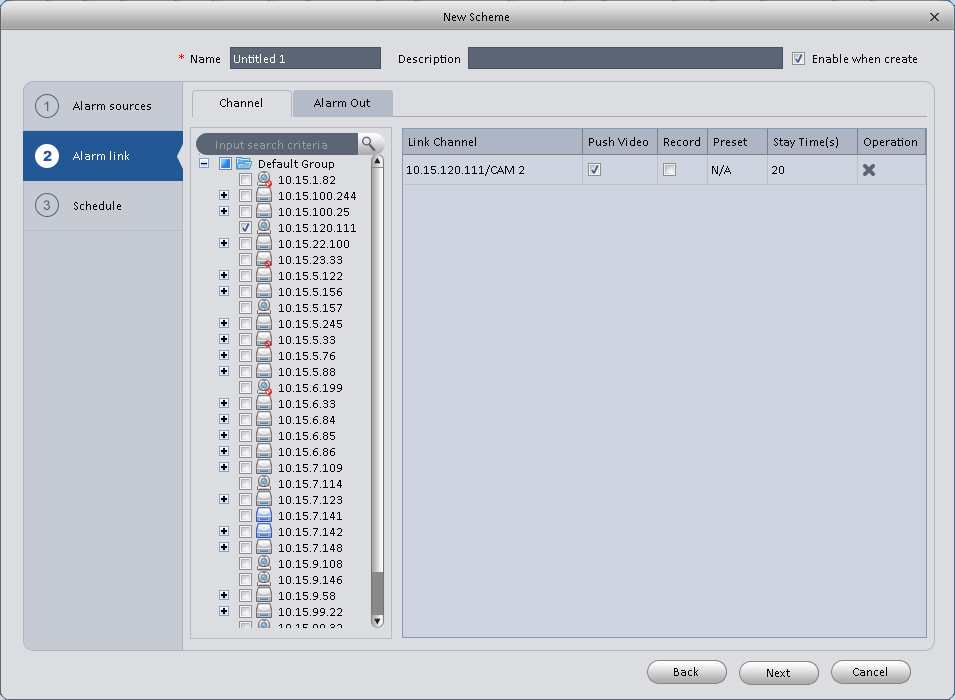 New Scheme
* Name Untitled 1 Description Enable when create
1 Alarm sources
2 Alarm link
3 Schedule
Channel Alarm Out
Input search criteria
Default Group
10.15.1.82
10.15.100.244
10.15.100.25
10.15.120.111
10.15.22.100
10.15.23.33
10.15.5.122
10.15.5.156
10.15.5.157
10.15.5.245
10.15.5.33
10.15.5.76
10.15.5.88
10.15.6.199
10.15.6.33
10.15.6.84
10.15.6.85
10.15.6.86
10.15.7.109
10.15.7.114
10.15.7.123
10.15.7.141
10.15.7.142
10.15.7.148
10.15.9.108
10.15.9.146
10.15.9.58
10.15.99.22
Link Channel Push Video Record Preset Stay Time(s) Operation
10.15.120.111/CAM 2 N/A 20
Back Next Cancel